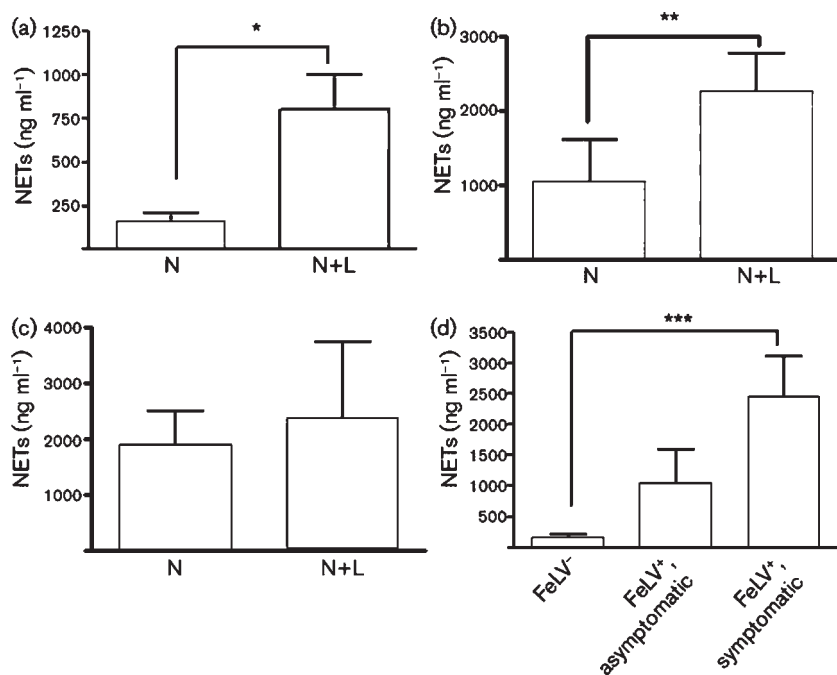 (a)
NETs (ng ml⁻¹)
1250
1000
750
500
250
*
N
N+L
(b)
NETs (ng ml⁻¹)
3000
2000
1000
**
N
N+L
(c)
NETs (ng ml⁻¹)
4000
3000
2000
1000
N
N+L
(d)
NETs (ng ml⁻¹)
3500
3000
2500
2000
1500
1000
500
***
FeLV⁻
FeLV⁺,
asymptomatic
FeLV⁺,
symptomatic